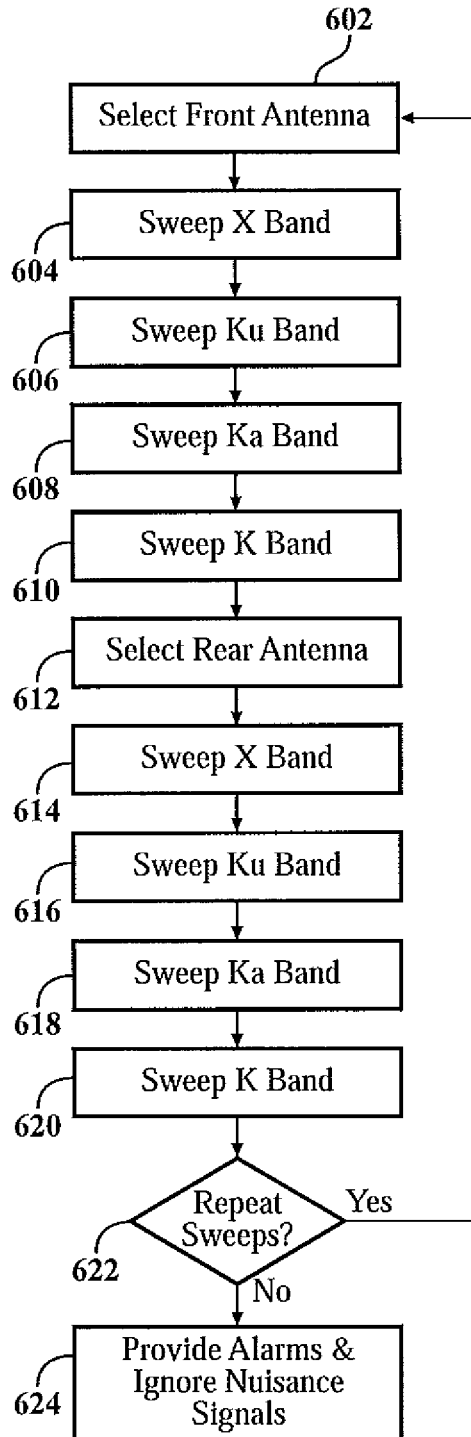 602
Select Front Antenna
Sweep X Band
604
Sweep Ku Band
606
Sweep Ka Band
608
Sweep K Band
610
Select Rear Antenna
612
Sweep X Band
614
Sweep Ku Band
616
Sweep Ka Band
618
Sweep K Band
620
Repeat
Sweeps?
Yes
622
No
Provide Alarms &
Ignore Nuisance
Signals
624